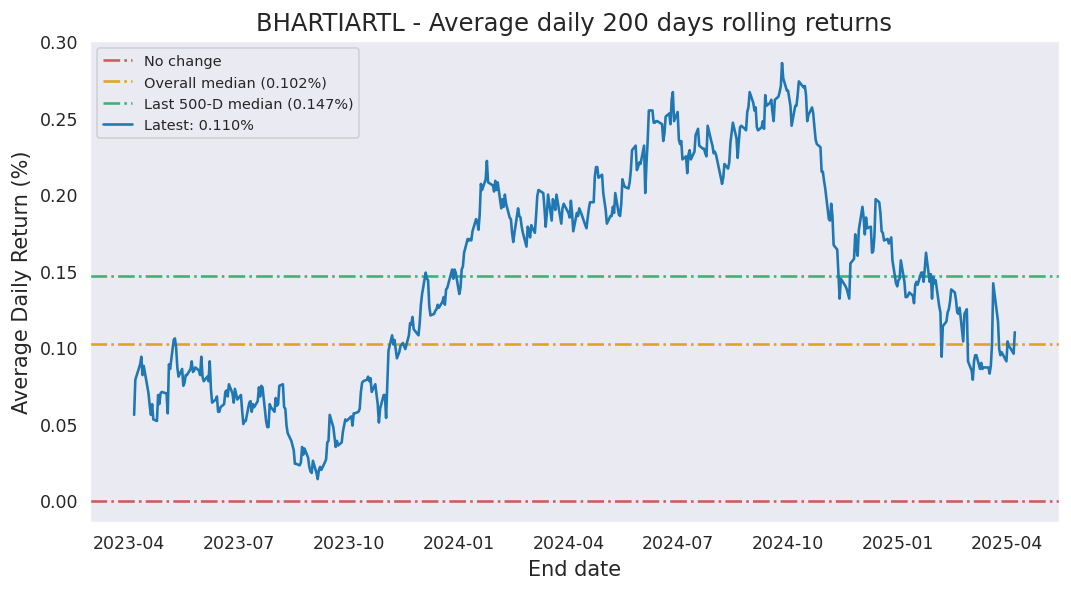 BHARTIARTL - Average daily 200 days rolling returns
0.30
0.25
0.20
0.15
0.10
0.05
0.00
Average Daily Return (%)
No change
Overall median (0.102%)
Last 500-D median (0.147%)
Latest: 0.110%
2023-04 2023-07 2023-10 2024-01 2024-04 2024-07 2024-10 2025-01 2025-04
End date